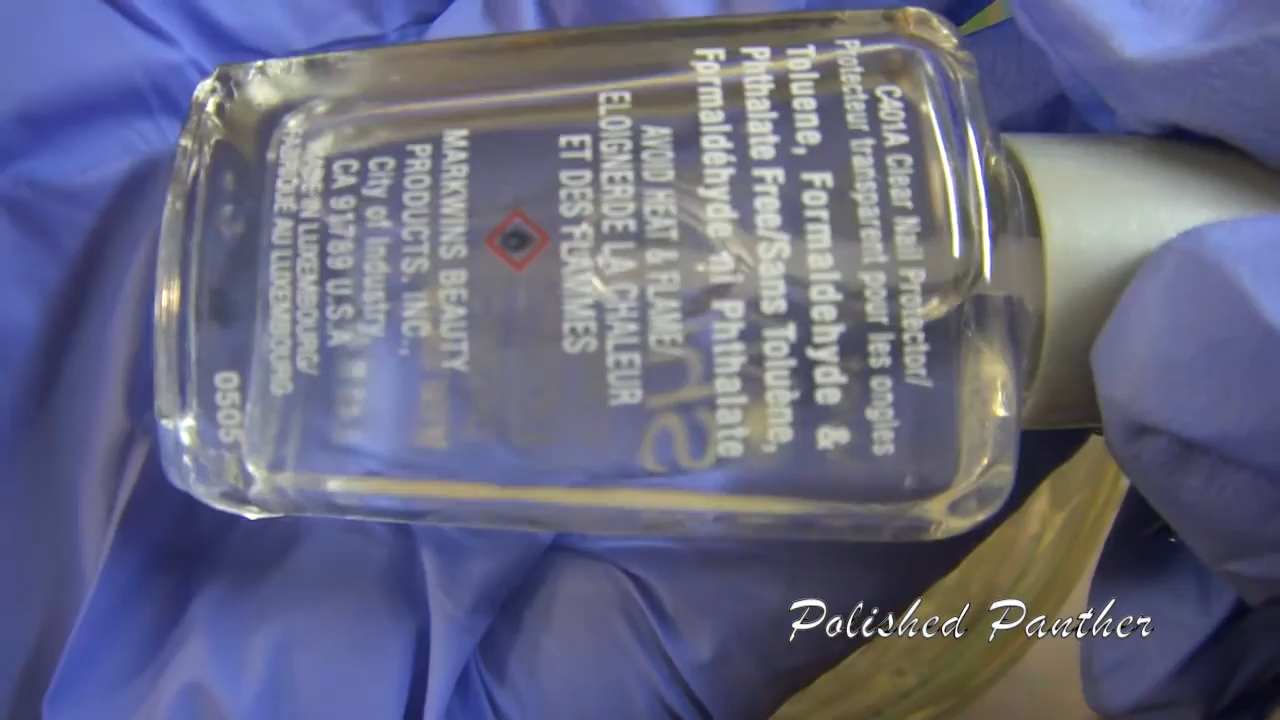 C401A Clear Nail Protector/
Protecteur transparent pour les ongles
Toluene, Formaldehyde &
Phthalate Free/Sans Toluène,
Formaldéhyde ni Phthalate
AVOID HEAT & FLAME
ELOIGNER DE LA CHALEUR
ET DES FLAMMES
MARKWINS BEAUTY
PRODUCTS, INC.,
City of Industry,
CA 91789 U.S.A
MADE IN LUXEMBOURG/
FABRIQUÉ AU LUXEMBOURG
0505
Polished Panther